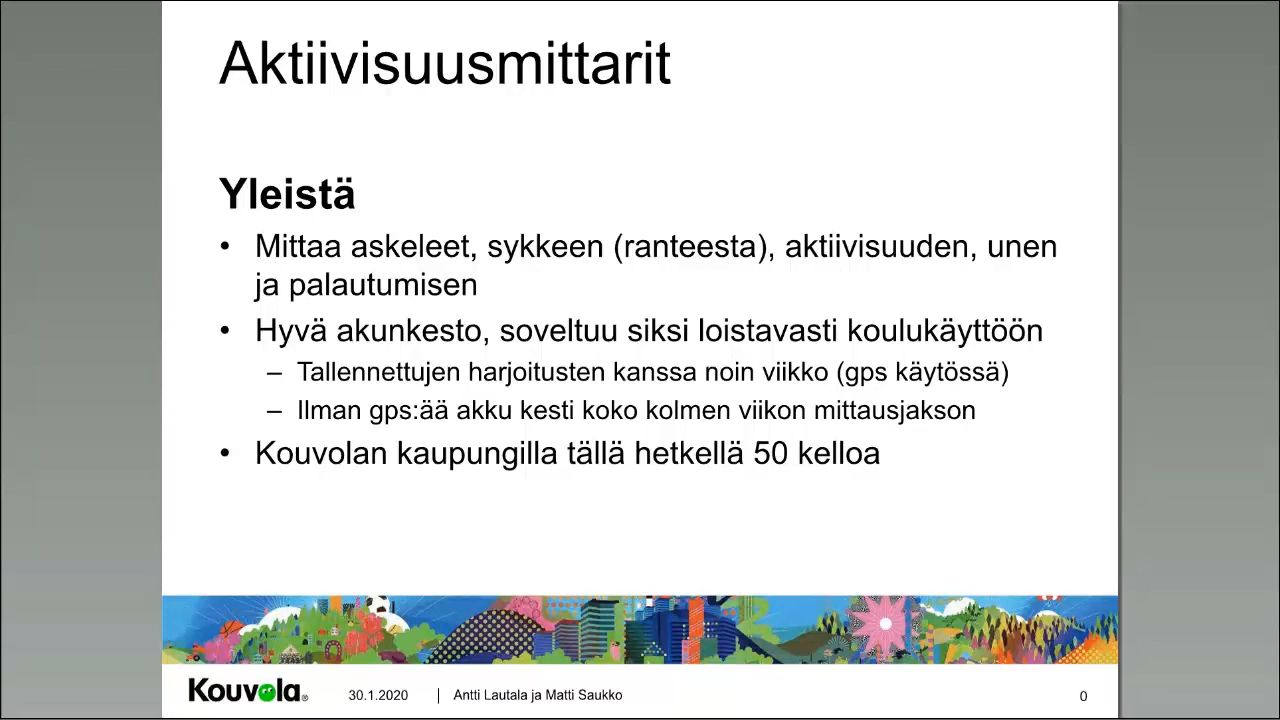 Aktiivisuusmittarit
Yleistä
• Mittaa askeleet, sykkeen (ranteesta), aktiivisuuden, unen
ja palautumisen
• Hyvä akunkesto, soveltuu siksi loistavasti koulukäyttöön
– Tallennettujen harjoitusten kanssa noin viikko (gps käytössä)
– Ilman gps:ää akku kesti koko kolmen viikon mittausjakson
• Kouvolan kaupungilla tällä hetkellä 50 kelloa
Kouvola® 30.1.2020 | Antti Lautala ja Matti Saukko 0